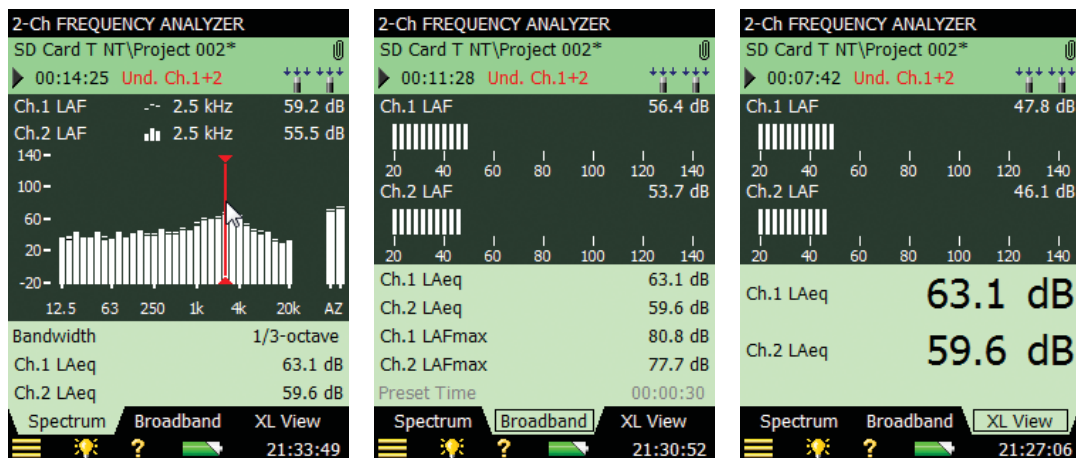 2-Ch FREQUENCY ANALYZER
SD Card T NT\Project 002*
00:14:25 Und. Ch.1+2
Ch.1 LAF 2.5 kHz 59.2 dB
Ch.2 LAF 2.5 kHz 55.5 dB
140
100
60
20
-20
12.5 63 250 1k 4k 20k AZ
Bandwidth 1/3-octave
Ch.1 LAeq 63.1 dB
Ch.2 LAeq 59.6 dB
Spectrum Broadband XL View
? 21:33:49
2-Ch FREQUENCY ANALYZER
SD Card T NT\Project 002*
00:11:28 Und. Ch.1+2
Ch.1 LAF 56.4 dB
20 40 60 80 100 120 140
Ch.2 LAF 53.7 dB
20 40 60 80 100 120 140
Ch.1 LAeq 63.1 dB
Ch.2 LAeq 59.6 dB
Ch.1 LAFmax 80.8 dB
Ch.2 LAFmax 77.7 dB
Preset Time 00:00:30
Spectrum Broadband XL View
? 21:30:52
2-Ch FREQUENCY ANALYZER
SD Card T NT\Project 002*
00:07:42 Und. Ch.1+2
Ch.1 LAF 47.8 dB
20 40 60 80 100 120 140
Ch.2 LAF 46.1 dB
20 40 60 80 100 120 140
Ch.1 LAeq 63.1 dB
Ch.2 LAeq 59.6 dB
Spectrum Broadband XL View
? 21:27:06